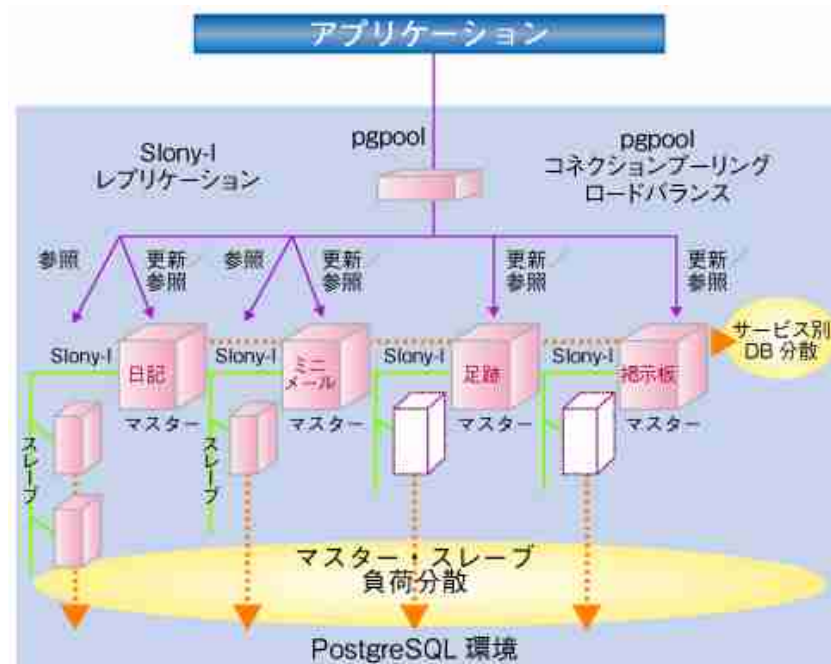 アプリケーション
Slony-I
レプリケーション
pgpool
pgpool
コネクションプーリング
ロードバランス
参照
更新／
参照
参照
更新／
参照
更新／
参照
更新／
参照
Slony-I
日記
Slony-I
ミニ
メール
Slony-I
足跡
Slony-I
掲示板
サービス別
DB 分散
マスター
マスター
マスター
マスター
スレーブ
スレーブ
マスター・スレーブ
負荷分散
PostgreSQL 環境